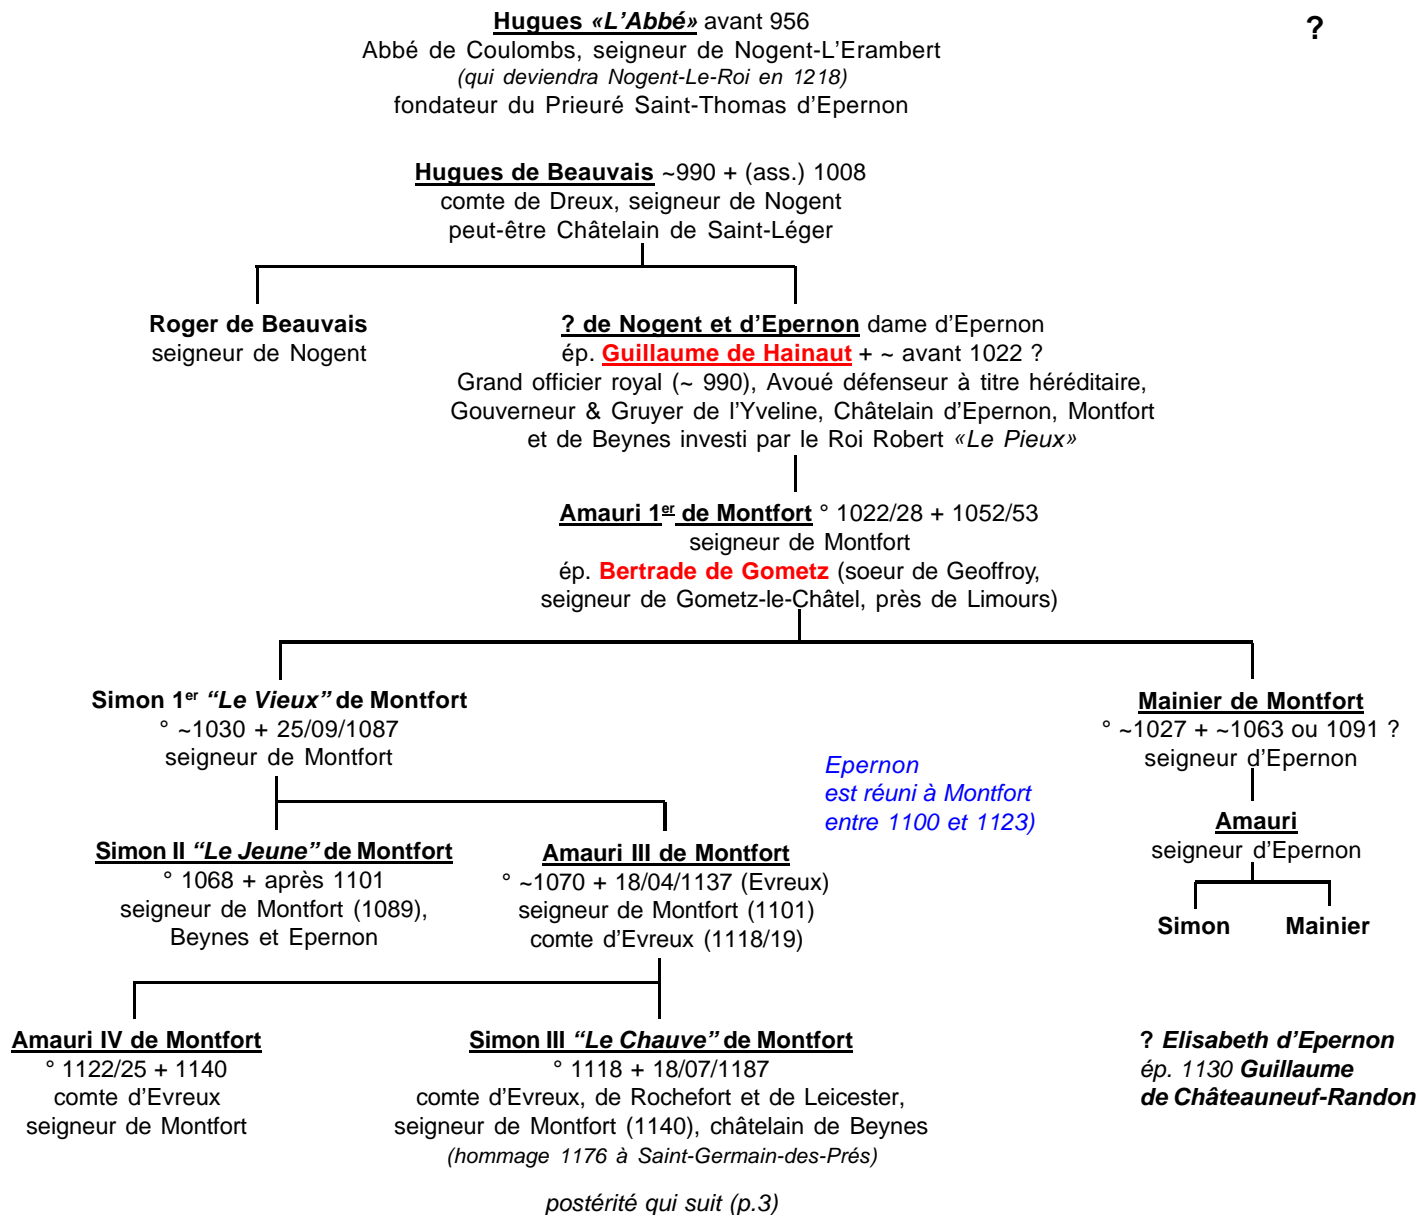 Hugues «L'Abbé» avant 956
?
Abbé de Coulombs, seigneur de Nogent-L'Erambert
(qui deviendra Nogent-Le-Roi en 1218)
fondateur du Prieuré Saint-Thomas d'Epernon
Hugues de Beauvais ~990 + (ass.) 1008
comte de Dreux, seigneur de Nogent
peut-être Châtelain de Saint-Léger
Roger de Beauvais
seigneur de Nogent
? de Nogent et d'Epernon dame d'Epernon
ép. Guillaume de Hainaut + ~ avant 1022 ?
Grand officier royal (~ 990), Avoué défenseur à titre héréditaire,
Gouverneur & Gruyer de l'Yveline, Châtelain d'Epernon, Montfort
et de Beynes investi par le Roi Robert «Le Pieux»
Amauri 1er de Montfort ° 1022/28 + 1052/53
seigneur de Montfort
ép. Bertrade de Gometz (soeur de Geoffroy,
seigneur de Gometz-le-Châtel, près de Limours)
Simon 1er “Le Vieux” de Montfort
° ~1030 + 25/09/1087
seigneur de Montfort
Mainier de Montfort
° ~1027 + ~1063 ou 1091 ?
seigneur d'Epernon
Epernon
est réuni à Montfort
entre 1100 et 1123)
Amauri
seigneur d'Epernon
Simon Mainier
Simon II “Le Jeune” de Montfort
° 1068 + après 1101
seigneur de Montfort (1089),
Beynes et Epernon
Amauri III de Montfort
° ~1070 + 18/04/1137 (Evreux)
seigneur de Montfort (1101)
comte d'Evreux (1118/19)
Amauri IV de Montfort
° 1122/25 + 1140
comte d'Evreux
seigneur de Montfort
Simon III “Le Chauve” de Montfort
° 1118 + 18/07/1187
comte d'Evreux, de Rochefort et de Leicester,
seigneur de Montfort (1140), châtelain de Beynes
(hommage 1176 à Saint-Germain-des-Prés)
? Elisabeth d'Epernon
ép. 1130 Guillaume
de Châteauneuf-Randon
postérité qui suit (p.3)